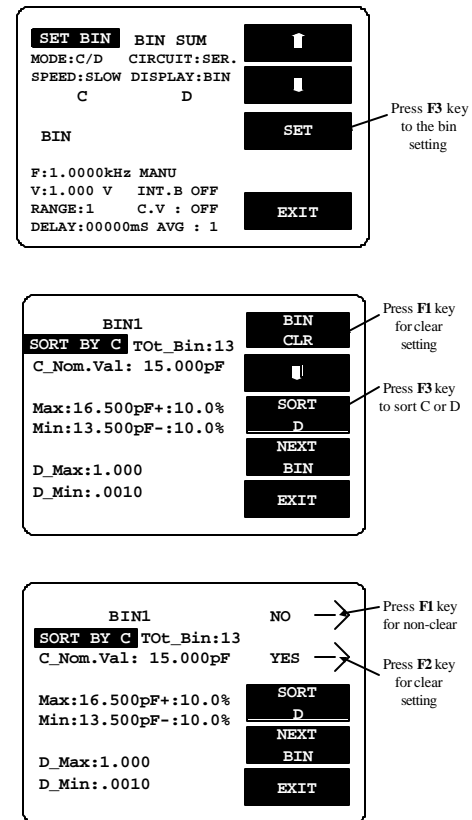 SET BIN BIN SUM
MODE:C/D CIRCUIT:SER.
SPEED:SLOW DISPLAY:BIN
C D
BIN
F:1.0000kHz MANU
V:1.000 V INT.B OFF
RANGE:1 C.V : OFF
DELAY:00000mS AVG : 1
SET
EXIT
Press F3 key
to the bin
setting
BIN1
SORT BY C TOt_Bin:13
C_Nom.Val: 15.000pF
Max:16.500pF+:10.0%
Min:13.500pF-:10.0%
D_Max:1.000
D_Min:.0010
BIN
CLR
SORT
D
NEXT
BIN
EXIT
Press F1 key
for clear
setting
Press F3 key
to sort C or D
BIN1
SORT BY C TOt_Bin:13
C_Nom.Val: 15.000pF
Max:16.500pF+:10.0%
Min:13.500pF-:10.0%
D_Max:1.000
D_Min:.0010
NO
YES
SORT
D
NEXT
BIN
EXIT
Press F1 key
for non-clear
Press F2 key
for clear
setting